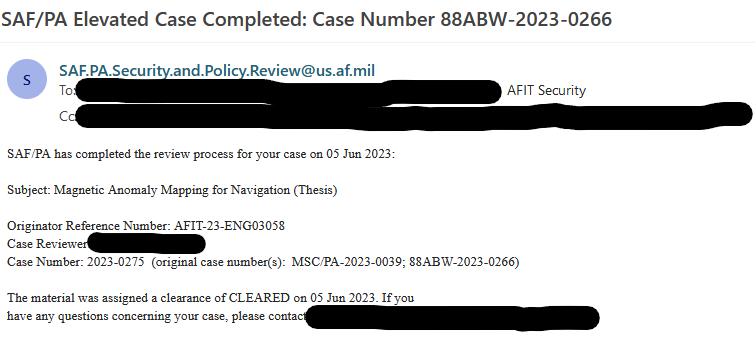 SAF/PA Elevated Case Completed: Case Number 88ABW-2023-0266
S
SAF.PA.Security.and.Policy.Review@us.af.mil
To: AFIT Security
Cc:
SAF/PA has completed the review process for your case on 05 Jun 2023:
Subject: Magnetic Anomaly Mapping for Navigation (Thesis)
Originator Reference Number: AFIT-23-ENG03058
Case Reviewer
Case Number: 2023-0275 (original case number(s): MSC/PA-2023-0039; 88ABW-2023-0266)
The material was assigned a clearance of CLEARED on 05 Jun 2023. If you
have any questions concerning your case, please contact